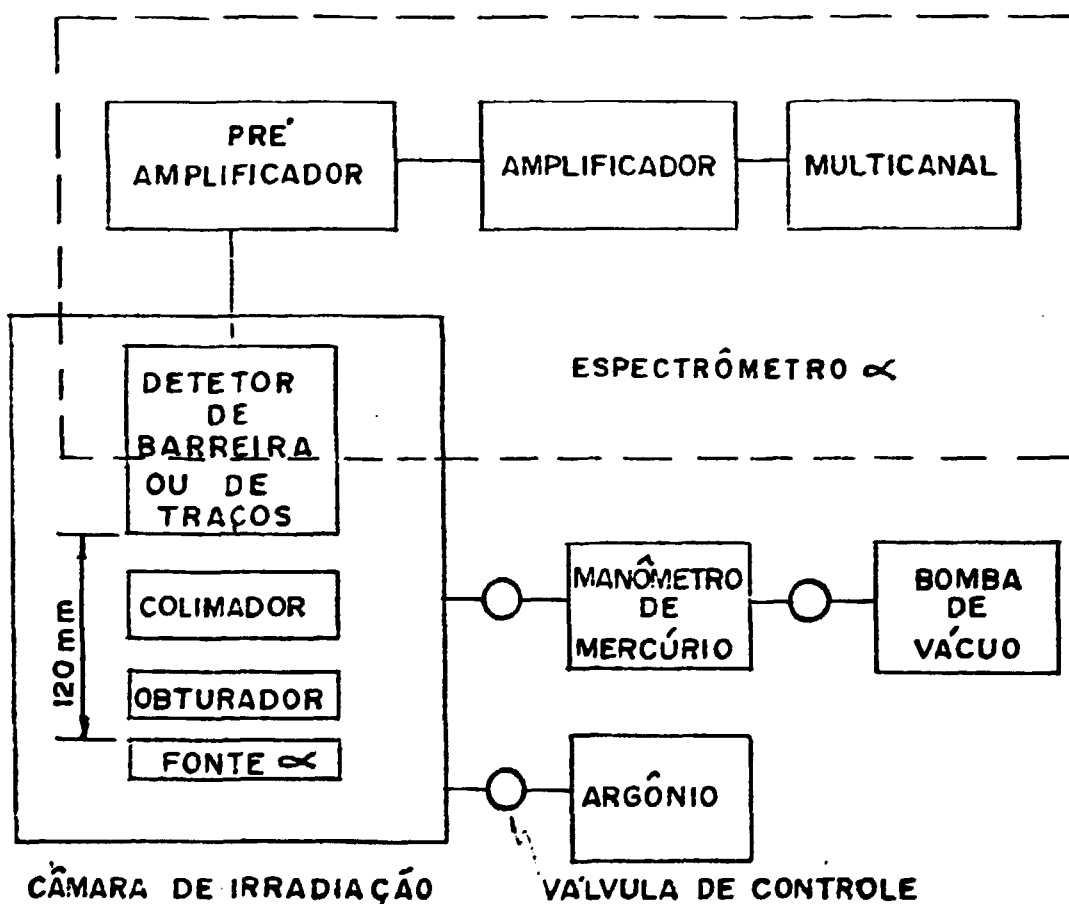 PRÉ
AMPLIFICADOR
AMPLIFICADOR
MULTICANAL
ESPECTRÔMETRO α
DETETOR
DE
BARREIRA
OU DE
TRAÇOS
120 mm
COLIMADOR
OBTURADOR
FONTE α
MANÔMETRO
DE
MERCÚRIO
BOMBA
DE
VÁCUO
ARGÔNIO
CÂMARA DE IRRADIAÇÃO
VÁLVULA DE CONTROLE